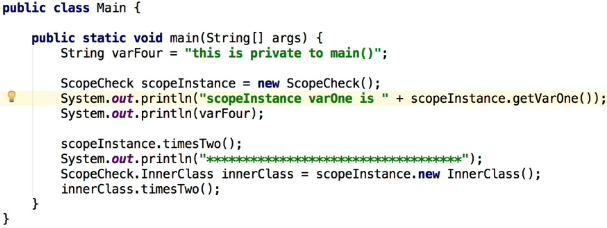 public class Main {
public static void main(String[] args) {
String varFour = "this is private to main()";
ScopeCheck scopeInstance = new ScopeCheck();
System.out.println("scopeInstance varOne is " + scopeInstance.getVarOne());
System.out.println(varFour);
scopeInstance.timesTwo();
System.out.println("***********************************");
ScopeCheck.InnerClass innerClass = scopeInstance.new InnerClass();
innerClass.timesTwo();
}
}